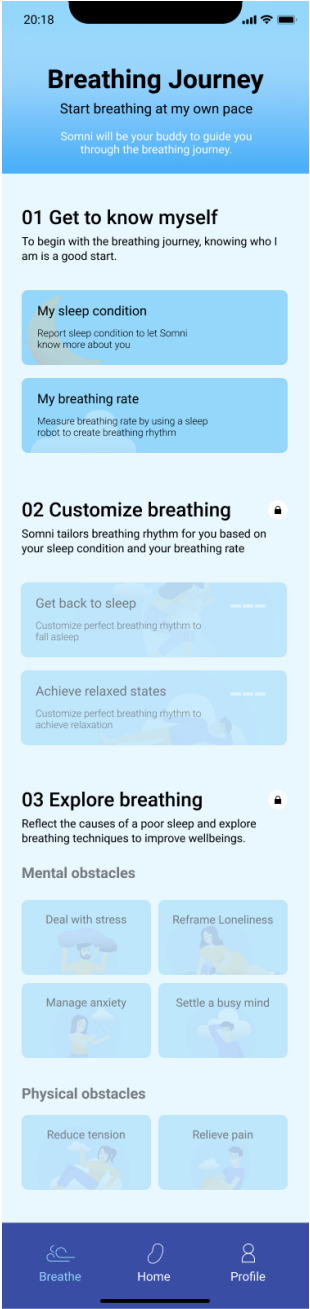 20:18
Breathing Journey
Start breathing at my own pace
Somni will be your buddy to guide you
through the breathing journey.
01 Get to know myself
To begin with the breathing journey, knowing who I
am is a good start.
My sleep condition
Report sleep condition to let Somni
know more about you
My breathing rate
Measure breathing rate by using a sleep
robot to create breathing rhythm
02 Customize breathing
Somni tailors breathing rhythm for you based on
your sleep condition and your breathing rate
Get back to sleep
Customize perfect breathing rhythm to
fall asleep
Achieve relaxed states
Customize perfect breathing rhythm to
achieve relaxation
03 Explore breathing
Reflect the causes of a poor sleep and explore
breathing techniques to improve wellbeings.
Mental obstacles
Deal with stress
Reframe Loneliness
Manage anxiety
Settle a busy mind
Physical obstacles
Reduce tension
Relieve pain
Breathe
Home
Profile